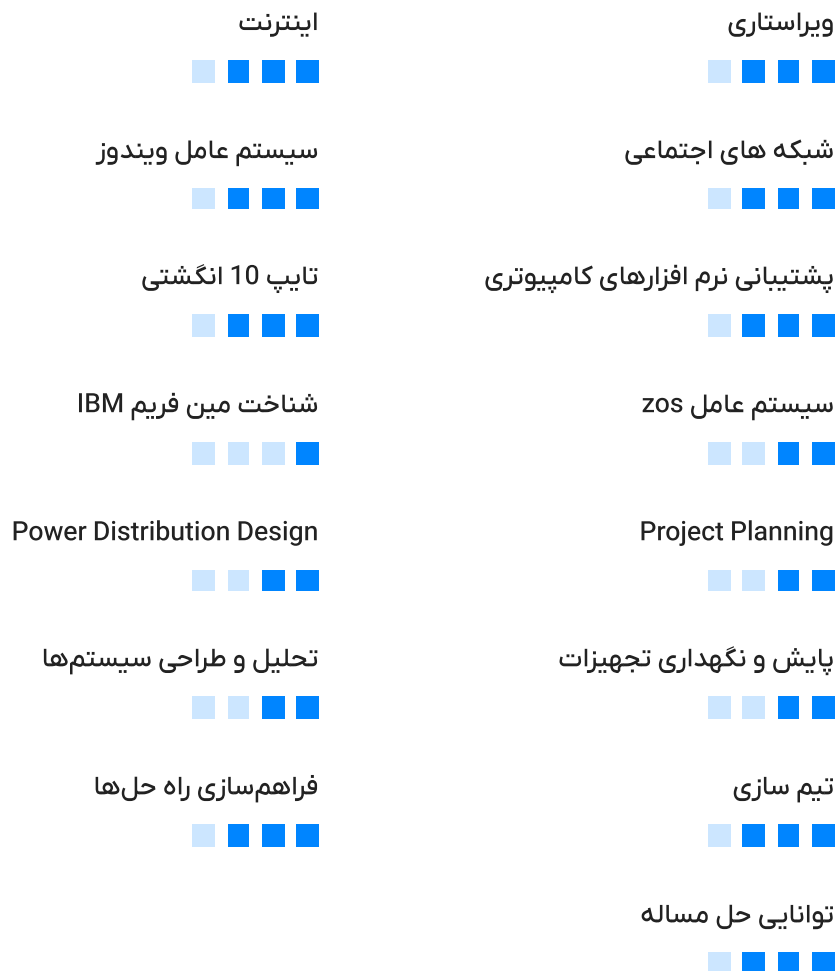 ویراستاری
اینترنت
شبکه های اجتماعی
سیستم عامل ویندوز
پشتیبانی نرم افزارهای کامپیوتری
تایپ 10 انگشتی
سیستم عامل zos
شناخت مین فریم IBM
Project Planning
Power Distribution Design
پایش و نگهداری تجهیزات
تحلیل و طراحی سیستم‌ها
تیم سازی
فراهم‌سازی راه حل‌ها
توانایی حل مساله